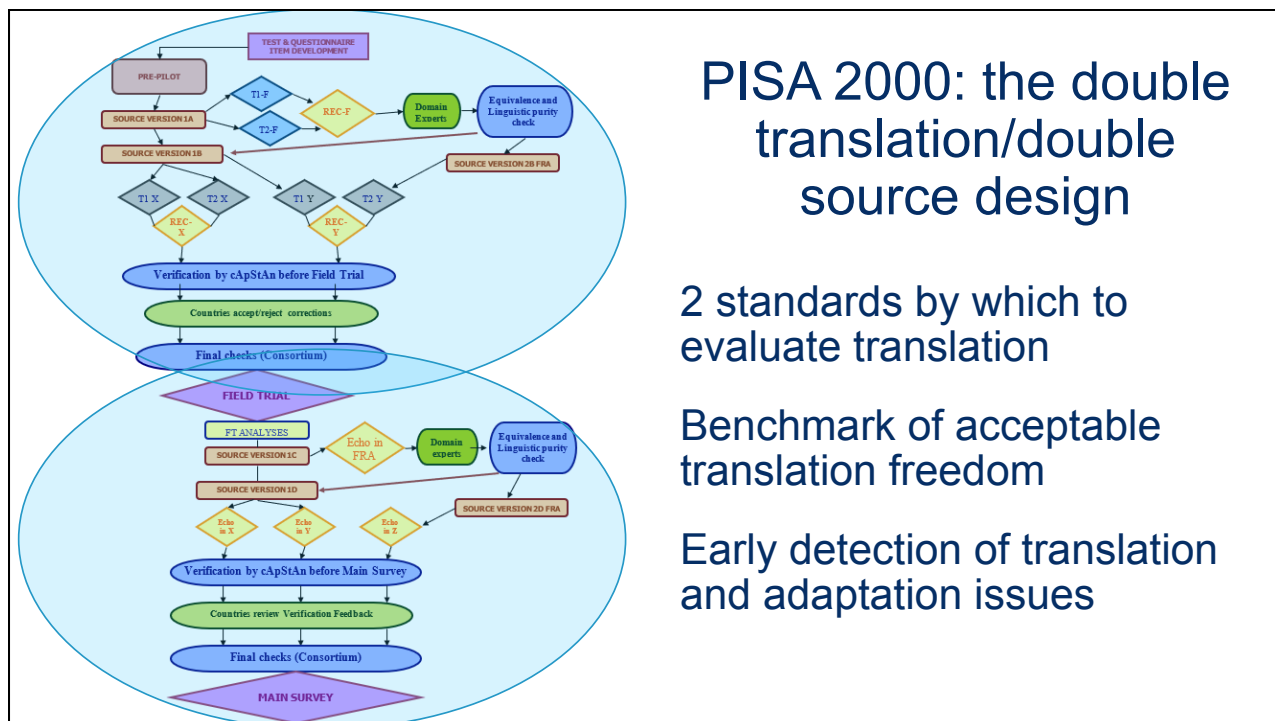 TEST & QUESTIONNAIRE
ITEM DEVELOPMENT
PRE-PILOT
SOURCE VERSION 1A
T1-F
T2-F
REC-F
Domain
Experts
Equivalence and
Linguistic purity
check
SOURCE VERSION 1B
SOURCE VERSION 2B FRA
T1 X
T2 X
T1 Y
T2 Y
REC-
X
REC-
Y
Verification by cApStAn before Field Trial
Countries accept/reject corrections
Final checks (Consortium)
FIELD TRIAL
FT ANALYSES
SOURCE VERSION 1C
Echo in
FRA
Domain
experts
Equivalence and
Linguistic purity
check
SOURCE VERSION 1D
SOURCE VERSION 2D FRA
Echo
in X
Echo
in Y
Echo
in Z
Verification by cApStAn before Main Survey
Countries review Verification Feedback
Final checks (Consortium)
MAIN SURVEY
PISA 2000: the double
translation/double
source design
2 standards by which to
evaluate translation
Benchmark of acceptable
translation freedom
Early detection of translation
and adaptation issues